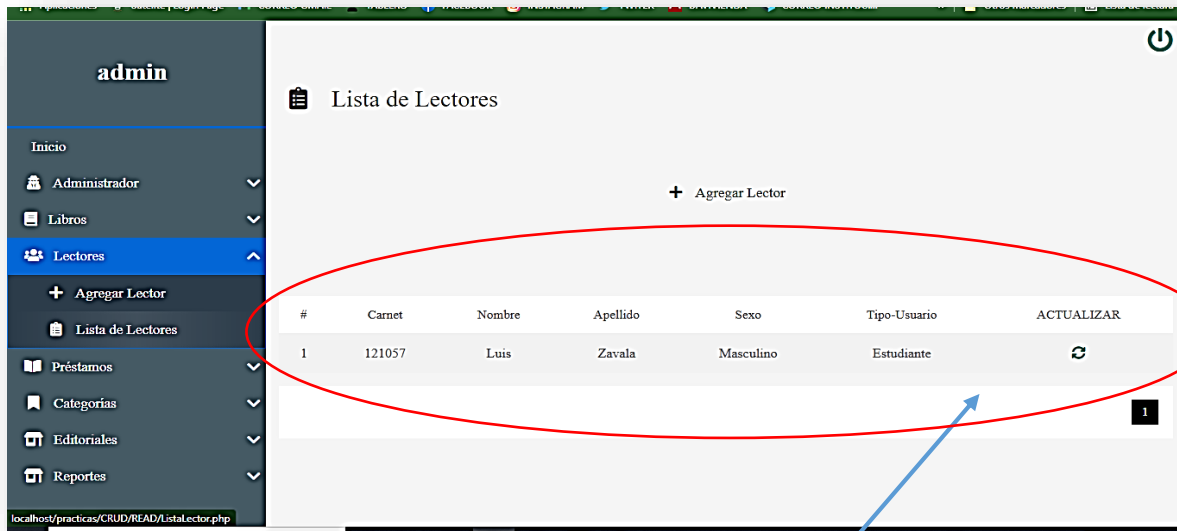 admin
Lista de Lectores
Inicio
Administrador
Agregar Lector
Libros
Lectores
Agregar Lector
# Carnet Nombre Apellido Sexo Tipo-Usuario ACTUALIZAR
Lista de Lectores
1 121057 Luis Zavala Masculino Estudiante
Préstamos
Categorías
1
Editoriales
Reportes
localhost/practicas/CRUD/READ/ListaLector.php